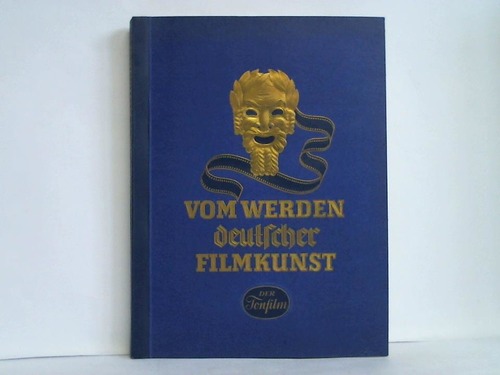 VOM WERDEN
deutscher
FILMKUNST
DER
Tonfilm